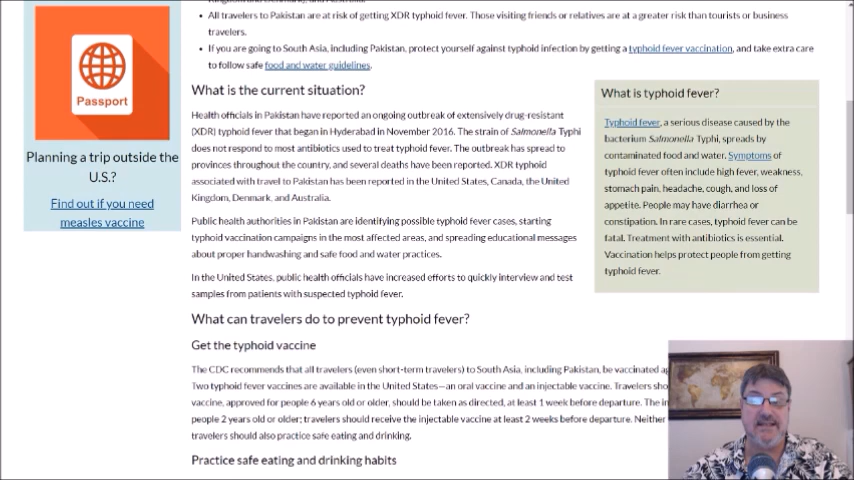 All travelers to Pakistan are at risk of getting XDR typhoid fever. Those visiting friends or relatives are at a greater risk than tourists or business
travelers.
If you are going to South Asia, including Pakistan, protect yourself against typhoid infection by getting a typhoid fever vaccination, and take extra care
to follow safe food and water guidelines.
Passport
Planning a trip outside the
U.S.?
Find out if you need
measles vaccine
What is the current situation?
Health officials in Pakistan have reported an ongoing outbreak of extensively drug-resistant
(XDR) typhoid fever that began in Hyderabad in November 2016. The strain of Salmonella Typhi
does not respond to most antibiotics used to treat typhoid fever. The outbreak has spread to
provinces throughout the country, and several deaths have been reported. XDR typhoid
associated with travel to Pakistan has been reported in the United States, Canada, the United
Kingdom, Denmark, and Australia.
Public health authorities in Pakistan are identifying possible typhoid fever cases, starting
typhoid vaccination campaigns in the most affected areas, and spreading educational messages
about proper handwashing and safe food and water practices.
In the United States, public health officials have increased efforts to quickly interview and test
samples from patients with suspected typhoid fever.
What is typhoid fever?
Typhoid fever, a serious disease caused by the
bacterium Salmonella Typhi, spreads by
contaminated food and water. Symptoms of
typhoid fever often include high fever, weakness,
stomach pain, headache, cough, and loss of
appetite. People may have diarrhea or
constipation. In rare cases, typhoid fever can be
fatal. Treatment with antibiotics is essential.
Vaccination helps protect people from getting
typhoid fever.
What can travelers do to prevent typhoid fever?
Get the typhoid vaccine
The CDC recommends that all travelers (even short-term travelers) to South Asia, including Pakistan, be vaccinated
Two typhoid fever vaccines are available in the United States—an oral vaccine and an injectable vaccine. Travelers
vaccine, approved for people 6 years old or older, should be taken as directed, at least 1 week before departure. The
people 2 years old or older; travelers should receive the injectable vaccine at least 2 weeks before departure. Neither
travelers should also practice safe eating and drinking.
Practice safe eating and drinking habits